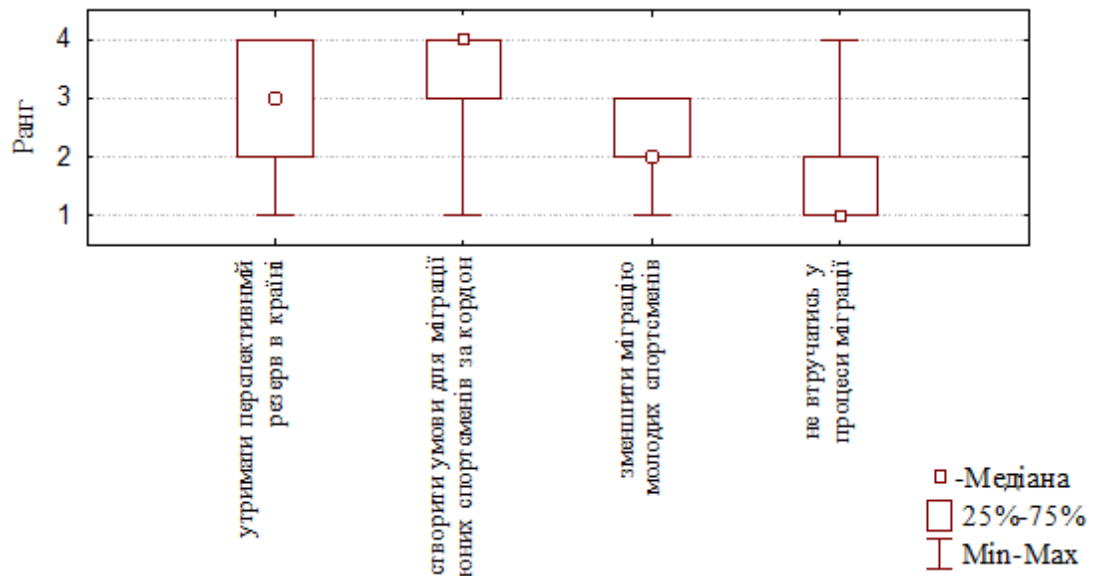 4
3
2
1
Ранг
утримати перспективний
резерв в країні
створити умови для міграції
юних спортсменів за кордон
зменшити міграцію
молодих спортсменів
не втручатись у
процеси міграції
-Медіана
25%-75%
Min-Max